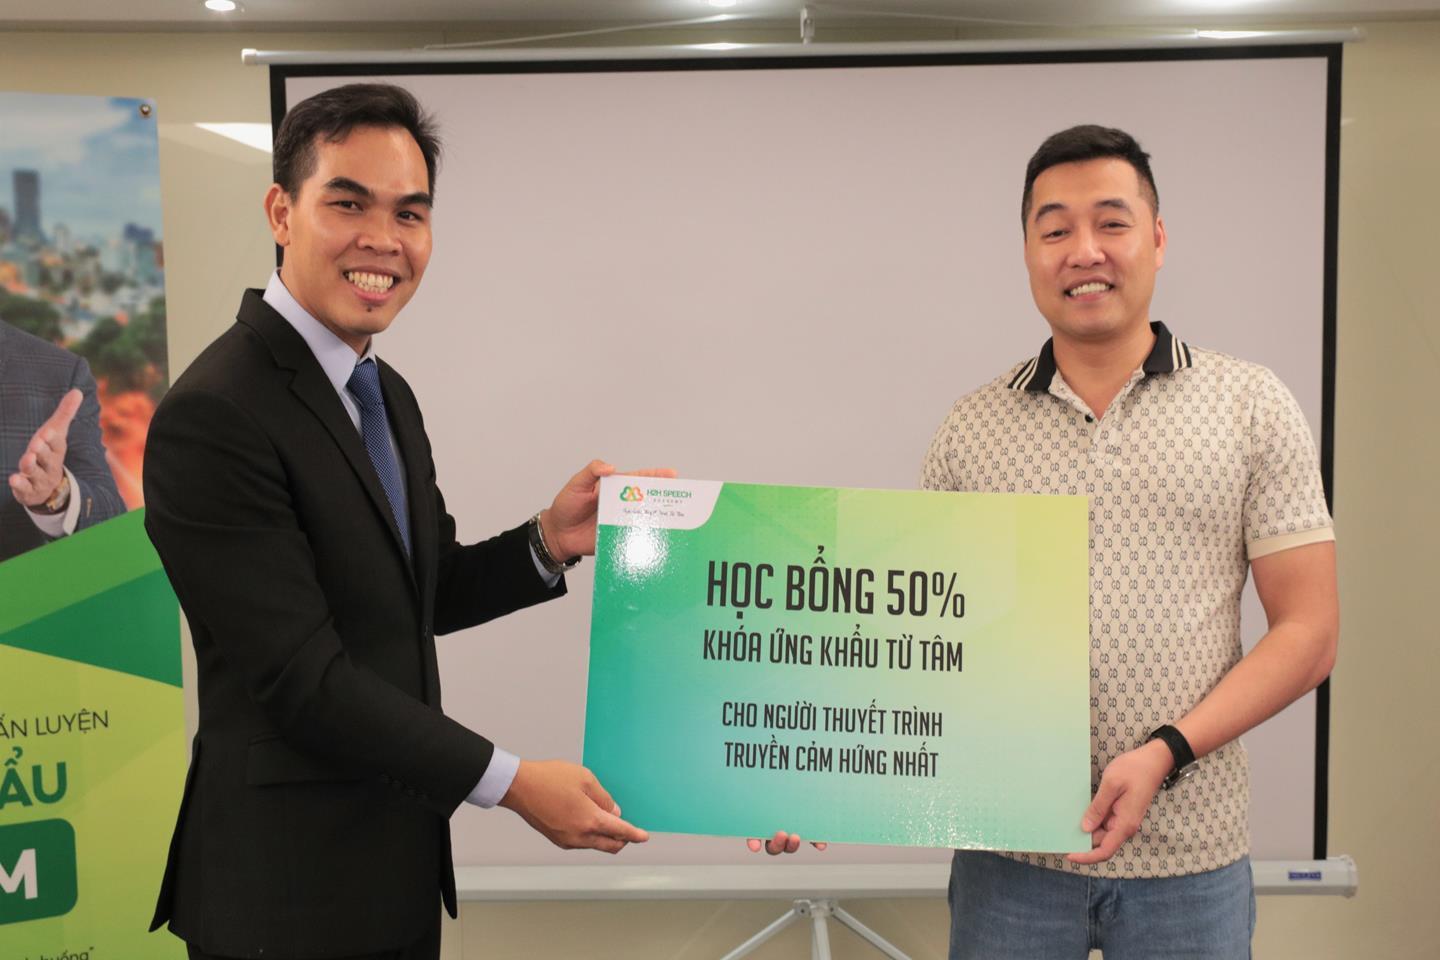 H2H SPEECH
ACADEMY
HỌC BỔNG 50%
KHÓA ỨNG KHẨU TỪ TÂM
CHO NGƯỜI THUYẾT TRÌNH
TRUYỀN CẢM HỨNG NHẤT
ẤN LUYỆN
ẨU
M